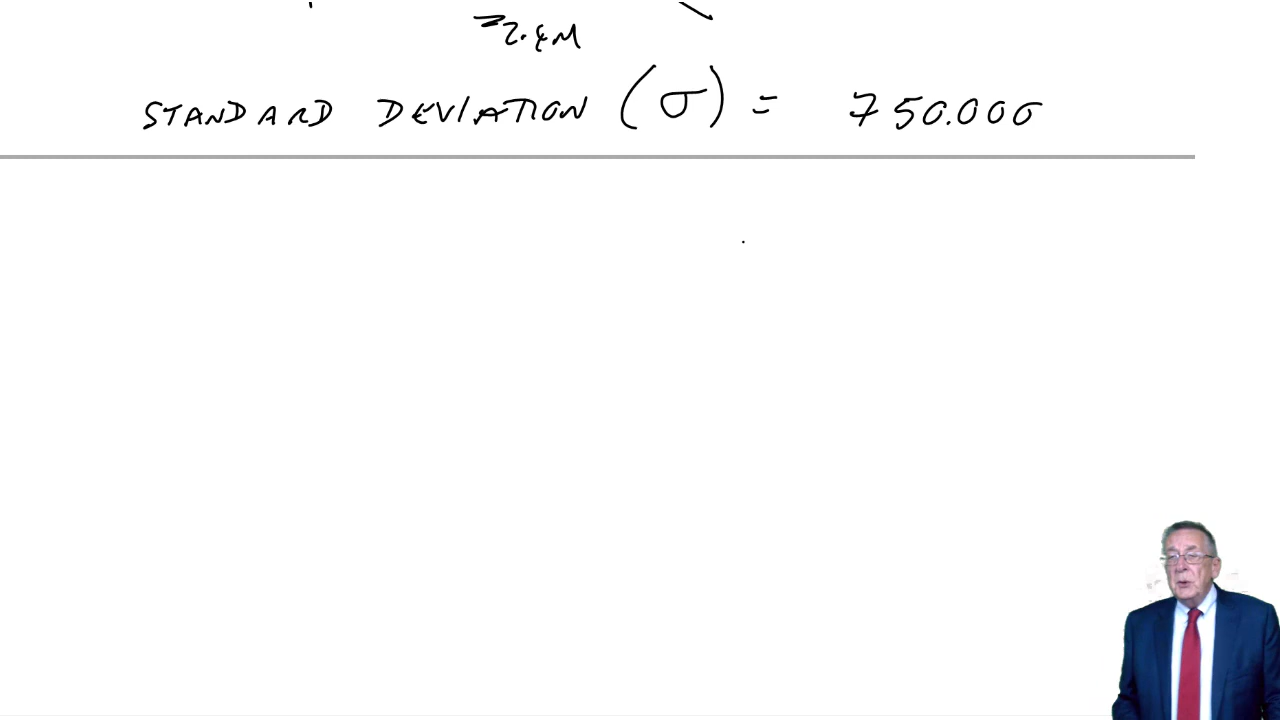 2.4M
STANDARD DEVIATION (σ) = 750.000